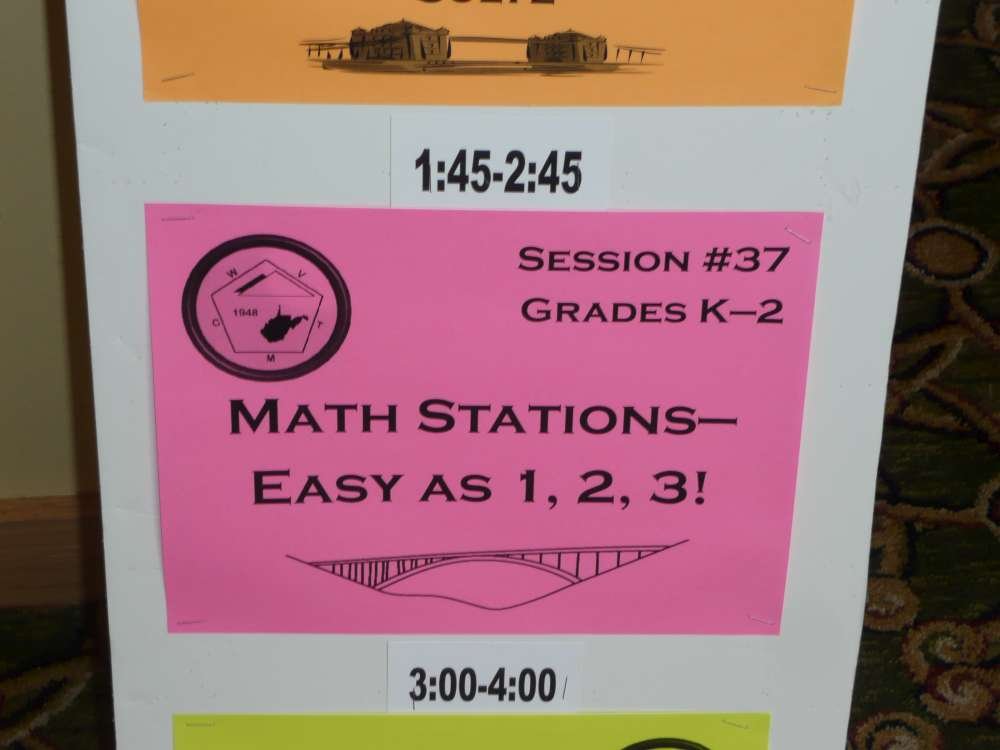 1:45-2:45
SESSION #37
GRADES K–2
W V
1948
C T
M
MATH STATIONS–
EASY AS 1, 2, 3!
3:00-4:00